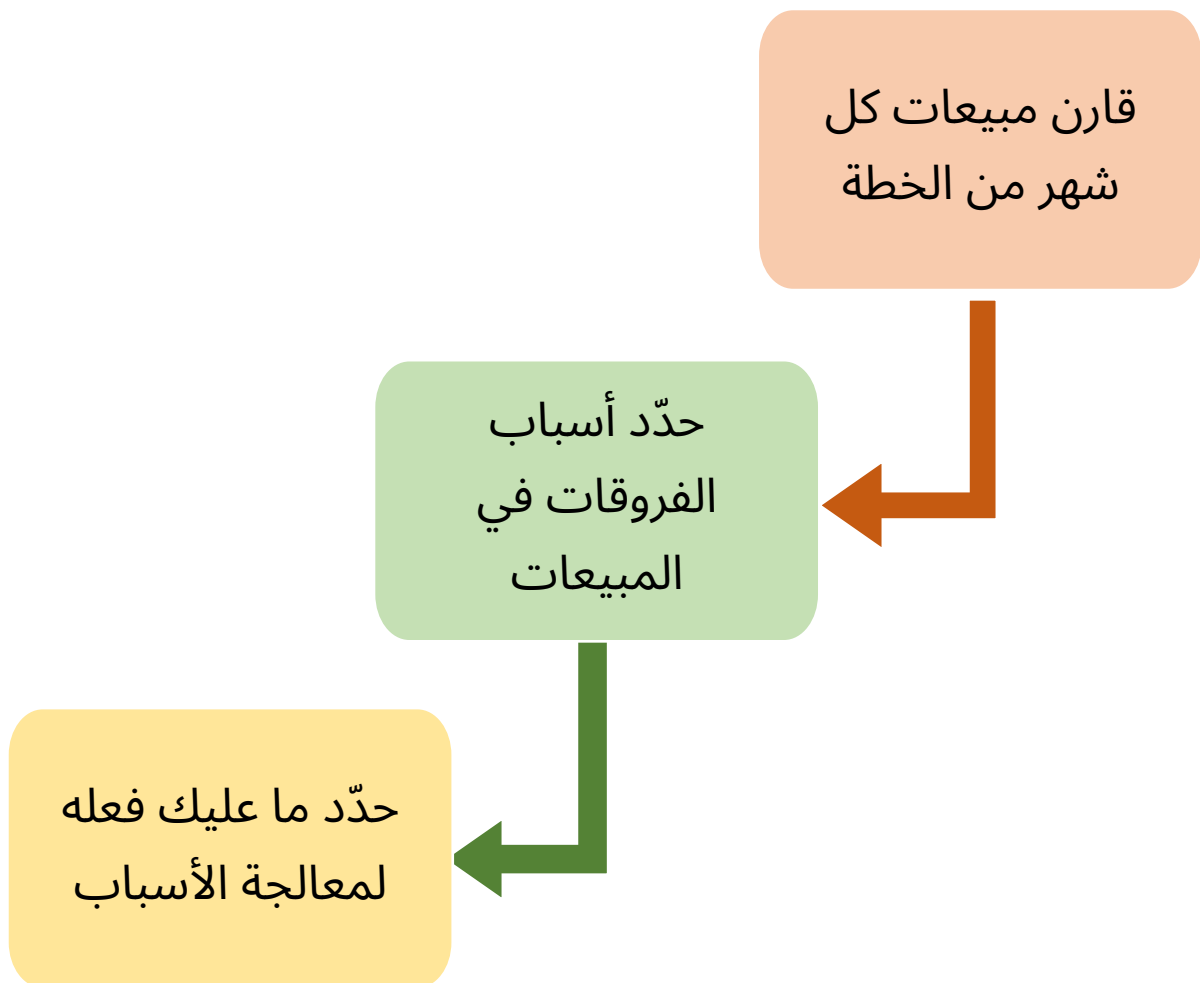 قارن مبيعات كل
شهر من الخطة
حدّد أسباب
الفروقات في
المبيعات
حدّد ما عليك فعله
لمعالجة الأسباب